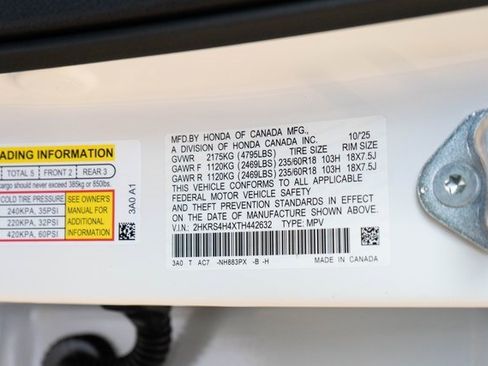 ADING INFORMATION
TOTAL 5 FRONT 2 REAR 3
cargo should never exceed 385kg or 850lbs.
COLD TIRE PRESSURE
240KPA, 35PSI
220KPA, 32PSI
420KPA, 60PSI
SEE OWNER'S
MANUAL FOR
ADDITIONAL
INFORMATION
3A0 A1
MFD.BY HONDA OF CANADA MFG.,
A DIVISION OF HONDA CANADA INC. 10/'25
GVWR 2175KG (4795LBS) TIRE SIZE RIM SIZE
GAWR F 1120KG (2469LBS) 235/60R18 103H 18X7.5J
GAWR R 1120KG (2469LBS) 235/60R18 103H 18X7.5J
THIS VEHICLE CONFORMS TO ALL APPLICABLE
FEDERAL MOTOR VEHICLE SAFETY
AND THEFT PREVENTION STANDARDS IN EFFECT
ON THE DATE OF MANUFACTURE SHOWN ABOVE.
V.I.N: 2HKRS4H4XTH442632 TYPE: MPV
3A0 T AC7 -NH883PX -B -H MADE IN CANADA